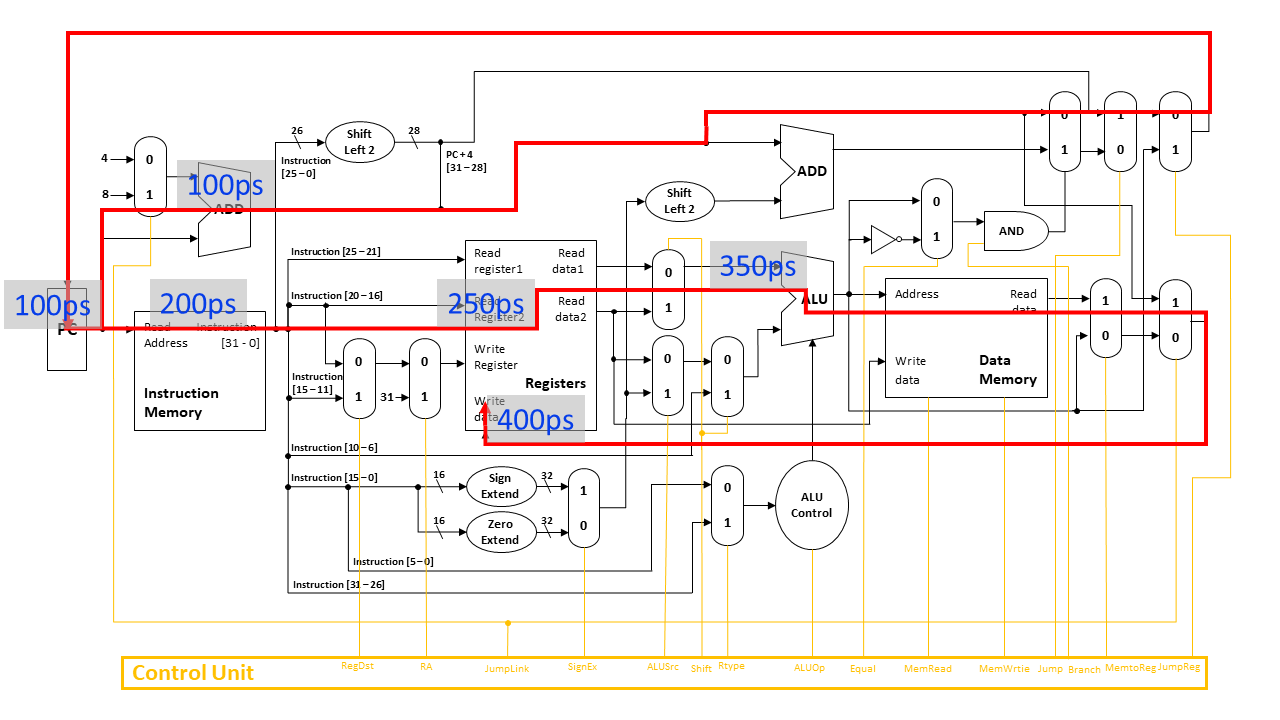 26
28
Shift
Left 2
Instruction
[25–0]
PC+4
[31–28]
4
8
0
1
100ps
ADD
Shift
Left 2
ADD
0
1
1
0
0
1
0
1
AND
Instruction [25–21]
Instruction [20–16]
Instruction
[15–11]
Instruction [10–6]
Instruction [15–0]
Instruction [5–0]
Instruction [31–26]
100ps
PC
200ps
Read
Address
Instruction
[31 - 0]
Instruction
Memory
0
1
31
0
1
Read
register1
Read
data1
Read
Register2
Read
data2
250ps
Write
Register
Registers
Write
data
400ps
0
1
0
1
0
1
350ps
ALU
Address
Read
data
Write
data
Data
Memory
1
0
1
0
16
Sign
Extend
32
16
Zero
Extend
32
1
0
0
1
ALU
Control
Control Unit
RegDst
RA
JumpLink
SignEx
ALUSrc
Shift
Rtype
ALUOp
Equal
MemRead
MemWrtie
Jump
Branch
MemtoReg
JumpReg